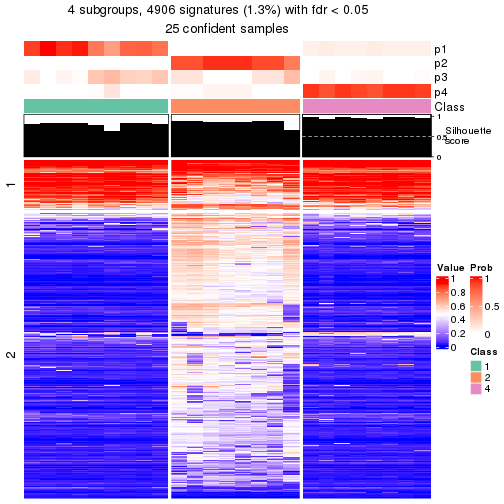 4 subgroups, 4906 signatures (1.3%) with fdr < 0.05
25 confident samples
p1
p2
p3
p4
Class
1
0.5
0
Silhouette
score
1
2
Value
1
0.8
0.6
0.4
0.2
0
Prob
1
0.5
0
Class
1
2
4